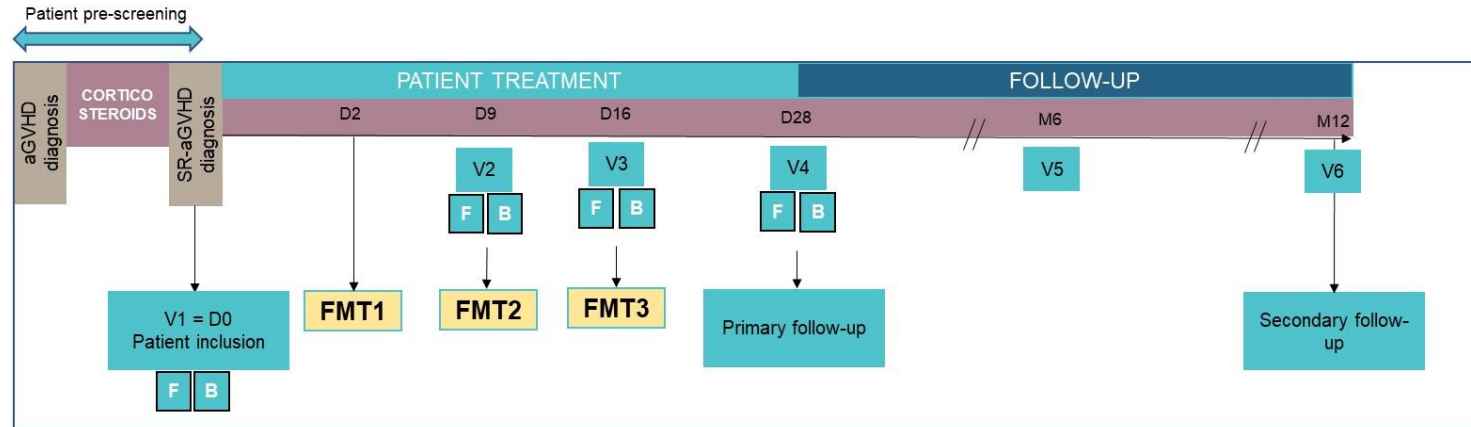 Patient pre-screening
aGVHD
diagnosis
CORTICO
STEROIDS
SR-aGVHD
diagnosis
PATIENT TREATMENT
FOLLOW-UP
D2
D9
D16
D28
M6
M12
V2
V3
V4
V5
V6
F B
F B
F B
V1 = D0
Patient inclusion
F B
FMT1
FMT2
FMT3
Primary follow-up
Secondary follow-
up